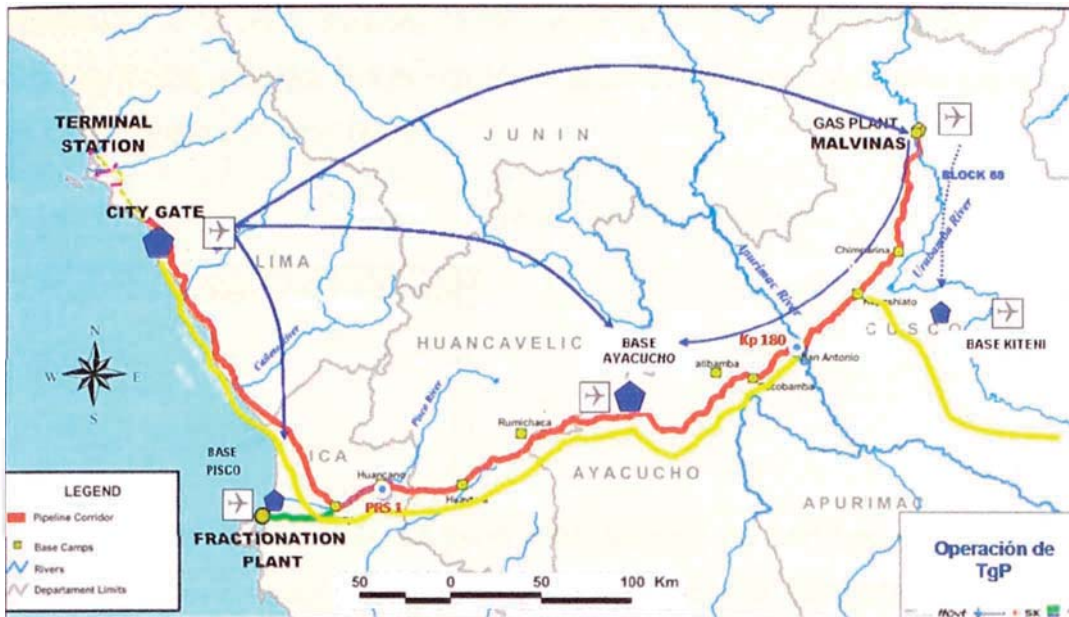 TERMINAL
STATION
CITY GATE
LIMA
JUNIN
GAS PLANT
MALVINAS
BLOCK 88
Urubamba River
Apurimac River
Chimparina
CUSCO
BASE KITENI
HUANCAVELIC
BASE
AYACUCHO
Kp 180
San Antonio
Rumichaca
Pisco River
BASE
PISCO
ICA
Huancano
PRS 1
AYACUCHO
APURIMAC
FRACTIONATION
PLANT
50 0 50 100 Km
N
W E
S
LEGEND
Pipeline Corridor
Base Camps
Rivers
Departament Limits
Operación de
TgP
SK